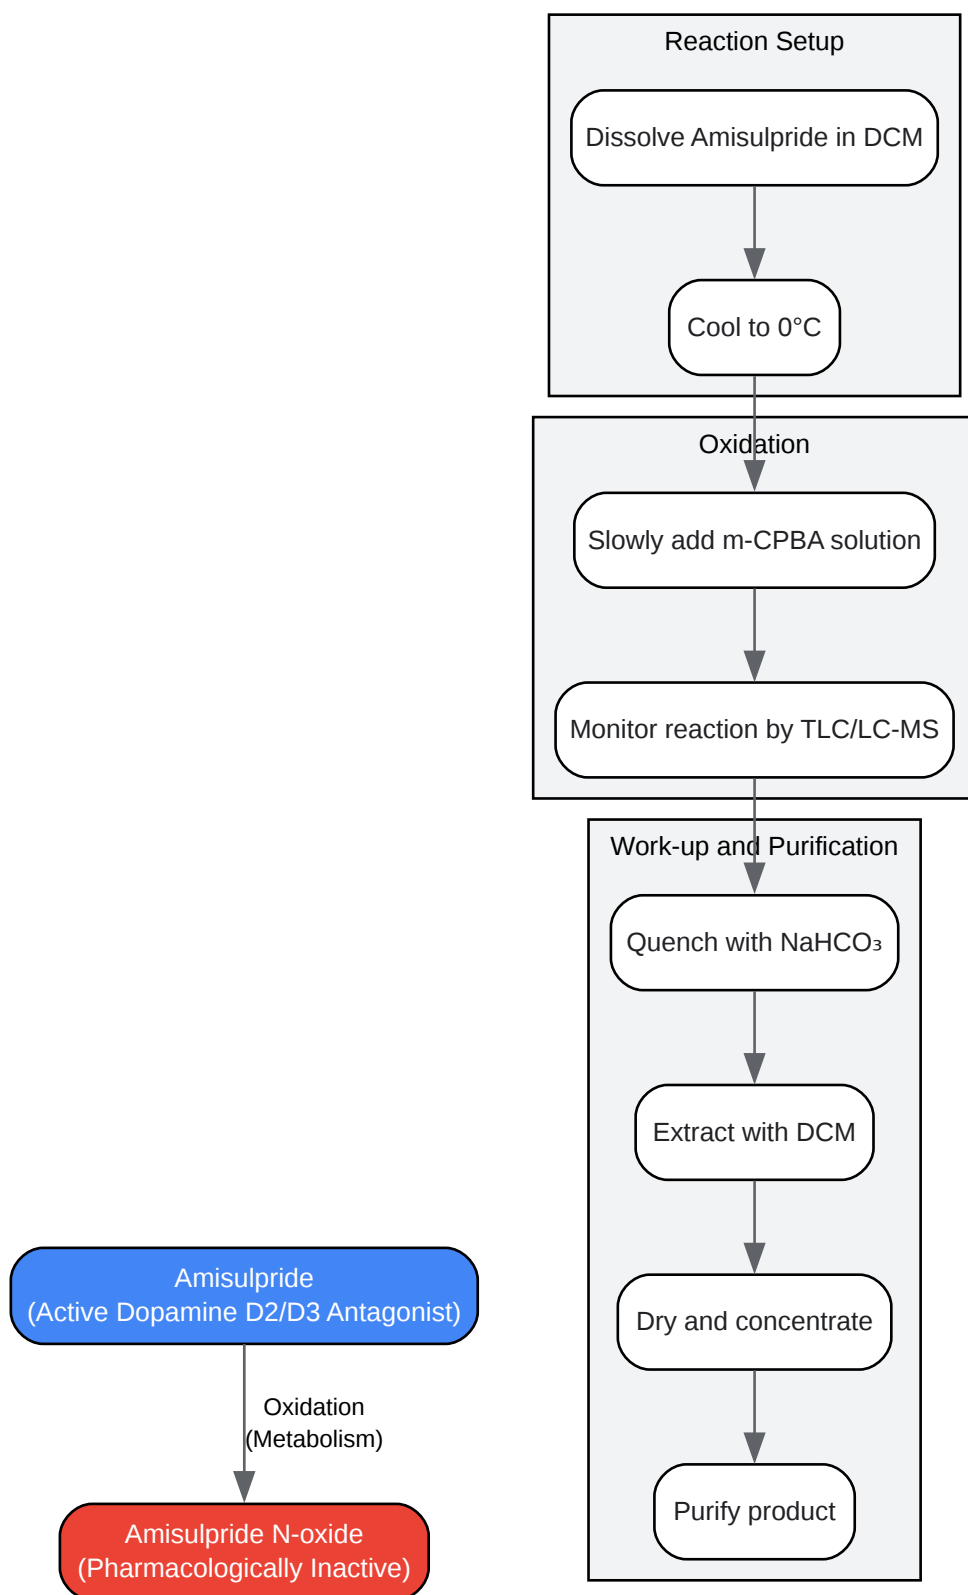 Reaction Setup
Dissolve Amisulpride in DCM
Cool to 0°C
Oxidation
Slowly add m-CPBA solution
Monitor reaction by TLC/LC-MS
Work-up and Purification
Quench with NaHCO₃
Extract with DCM
Dry and concentrate
Purify product
Amisulpride
(Active Dopamine D2/D3 Antagonist)
Oxidation
(Metabolism)
Amisulpride N-oxide
(Pharmacologically Inactive)